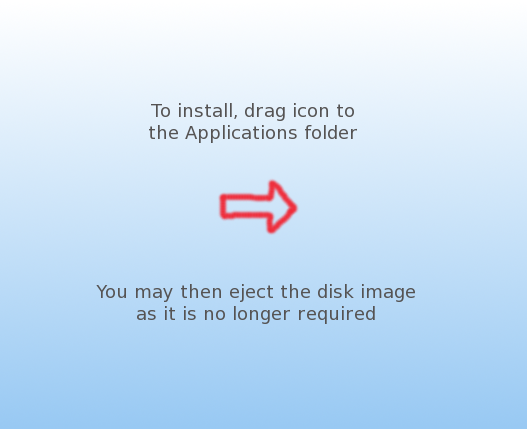 To install, drag icon to
the Applications folder
You may then eject the disk image
as it is no longer required